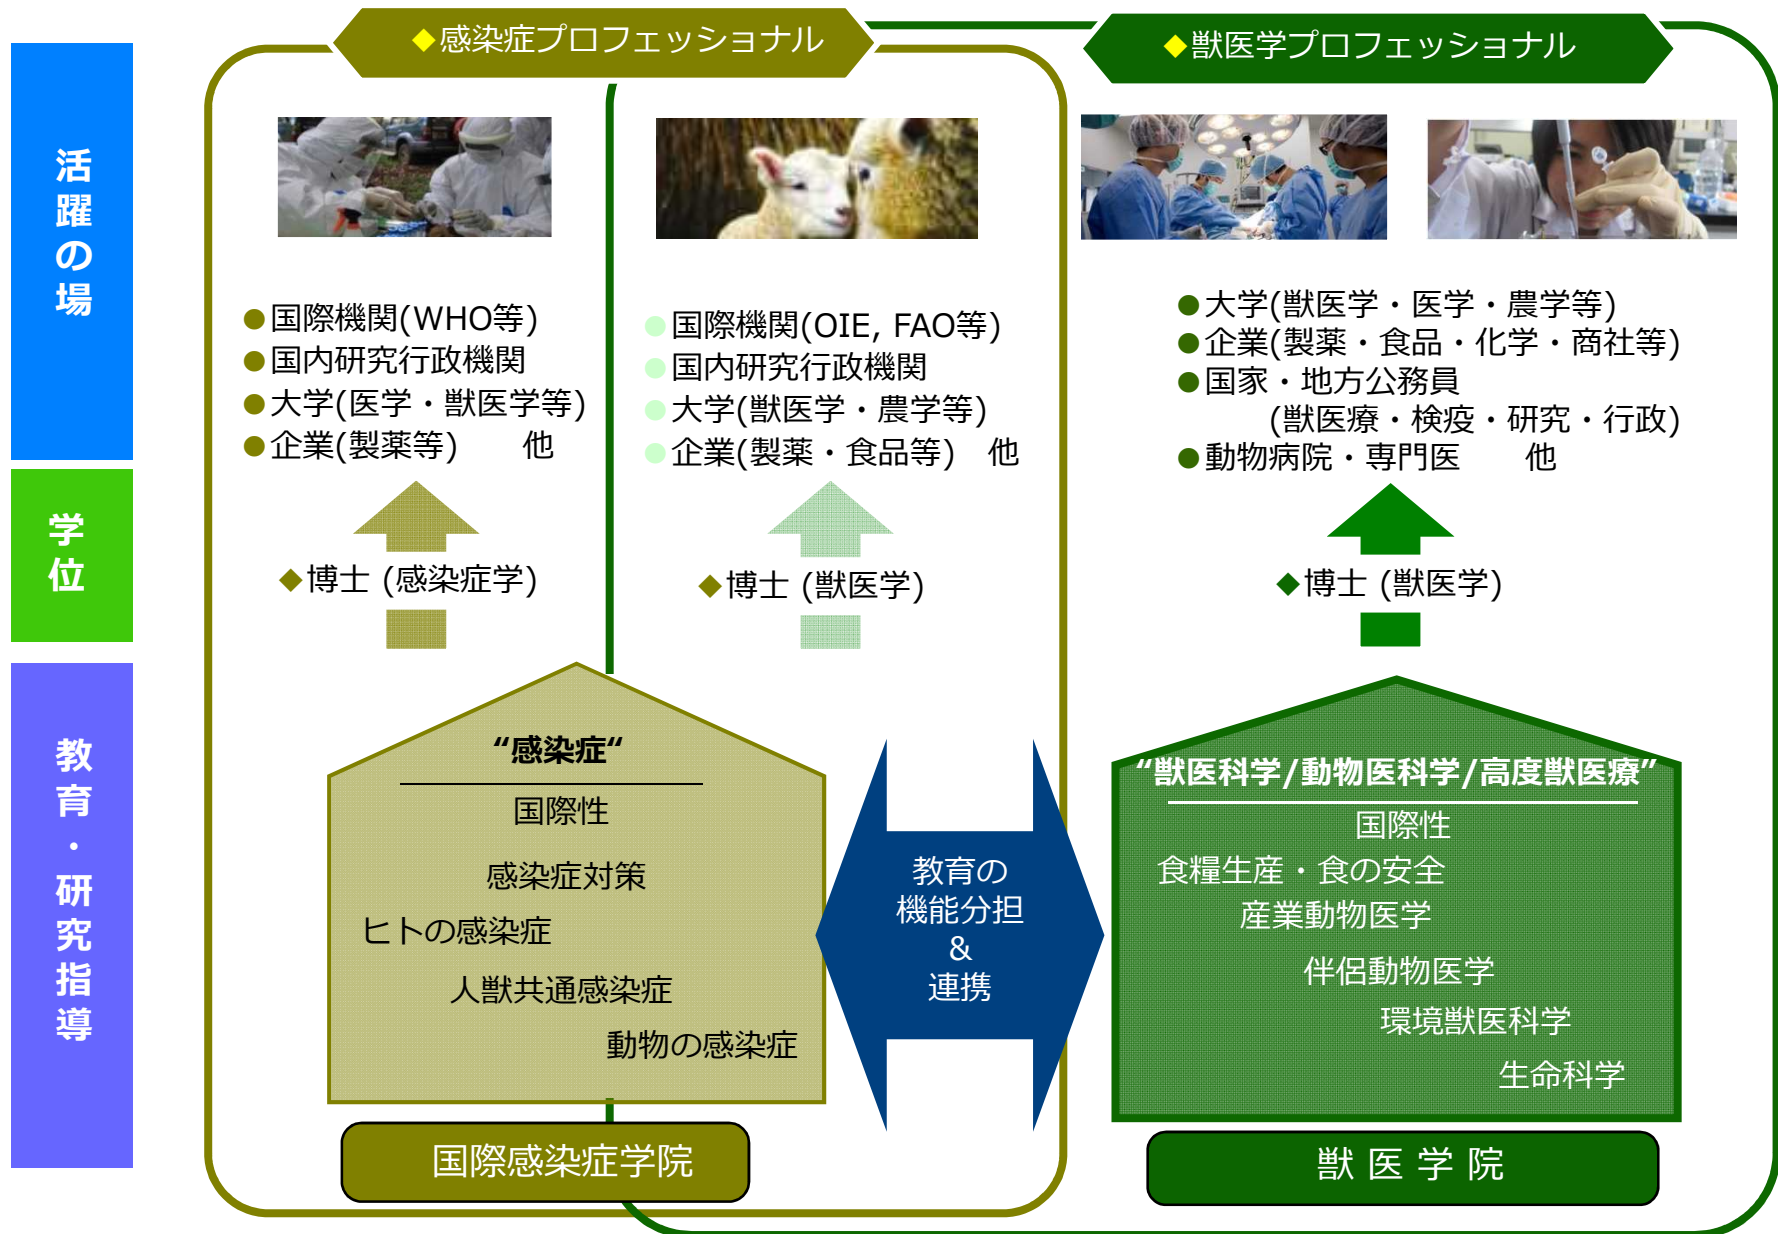 ◆感染症プロフェッショナル
◆獣医学プロフェッショナル
活躍の場
●国際機関(WHO等)
●国内研究行政機関
●大学(医学・獣医学等)
●企業(製薬等)　　他
●国際機関(OIE, FAO等)
●国内研究行政機関
●大学(獣医学・農学等)
●企業(製薬・食品等)　他
●大学(獣医学・医学・農学等)
●企業(製薬・食品・化学・商社等)
●国家・地方公務員
(獣医療・検疫・研究・行政)
●動物病院・専門医　　他
学位
◆博士 (感染症学)
◆博士 (獣医学)
◆博士 (獣医学)
教育・研究指導
“感染症“
国際性
感染症対策
ヒトの感染症
人獣共通感染症
動物の感染症
教育の
機能分担
&
連携
“獣医科学/動物医科学/高度獣医療”
国際性
食糧生産・食の安全
産業動物医学
伴侶動物医学
環境獣医科学
生命科学
国際感染症学院
獣 医 学 院